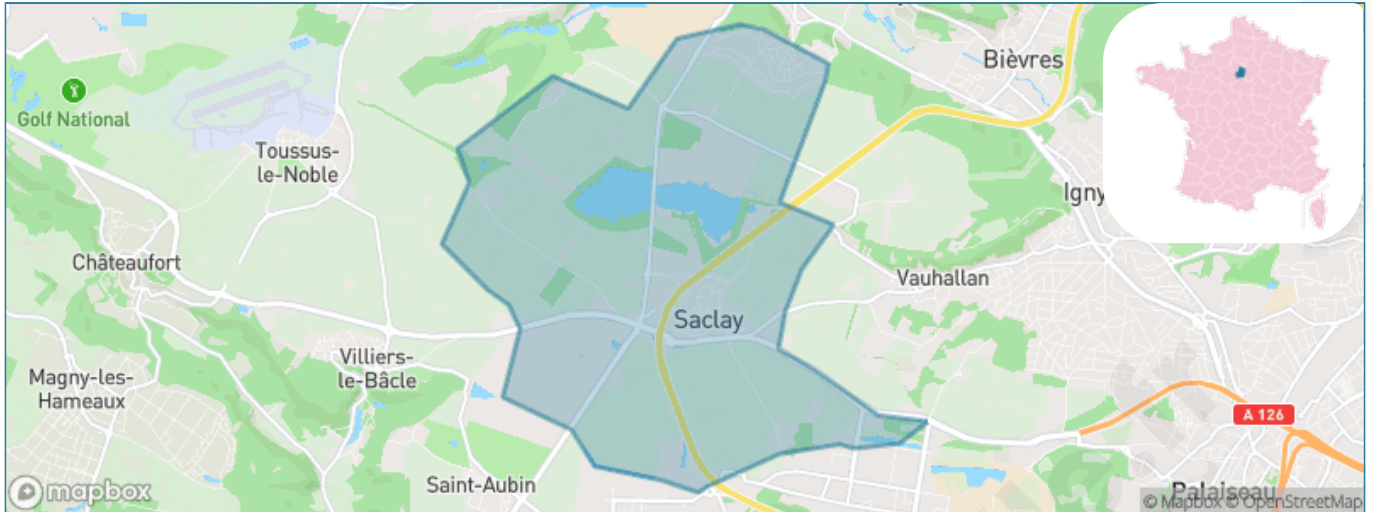 Bièvres
Golf National
Toussus-
le-Noble
Igny
Châteaufort
Vauhallan
Saclay
Villiers-
le-Bâcle
Magny-les-
Hameaux
A 126
Saint-Aubin
Palaiseau
mapbox
© Mapbox © OpenStreetMap